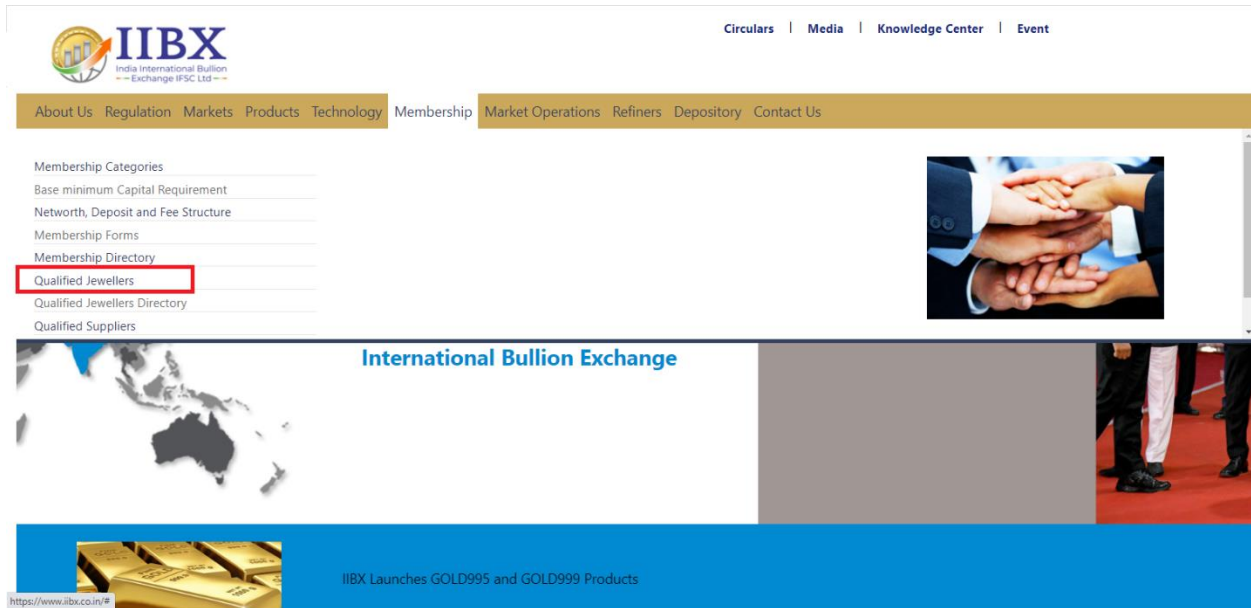 Circulars | Media | Knowledge Center | Event
IIBX
India International Bullion
Exchange IFSC Ltd
About Us Regulation Markets Products Technology Membership Market Operations Refiners Depository Contact Us
Membership Categories
Base minimum Capital Requirement
Networth, Deposit and Fee Structure
Membership Forms
Membership Directory
Qualified Jewellers
Qualified Jewellers Directory
Qualified Suppliers
International Bullion Exchange
IIBX Launches GOLD995 and GOLD999 Products
https://www.iibx.co.in/#